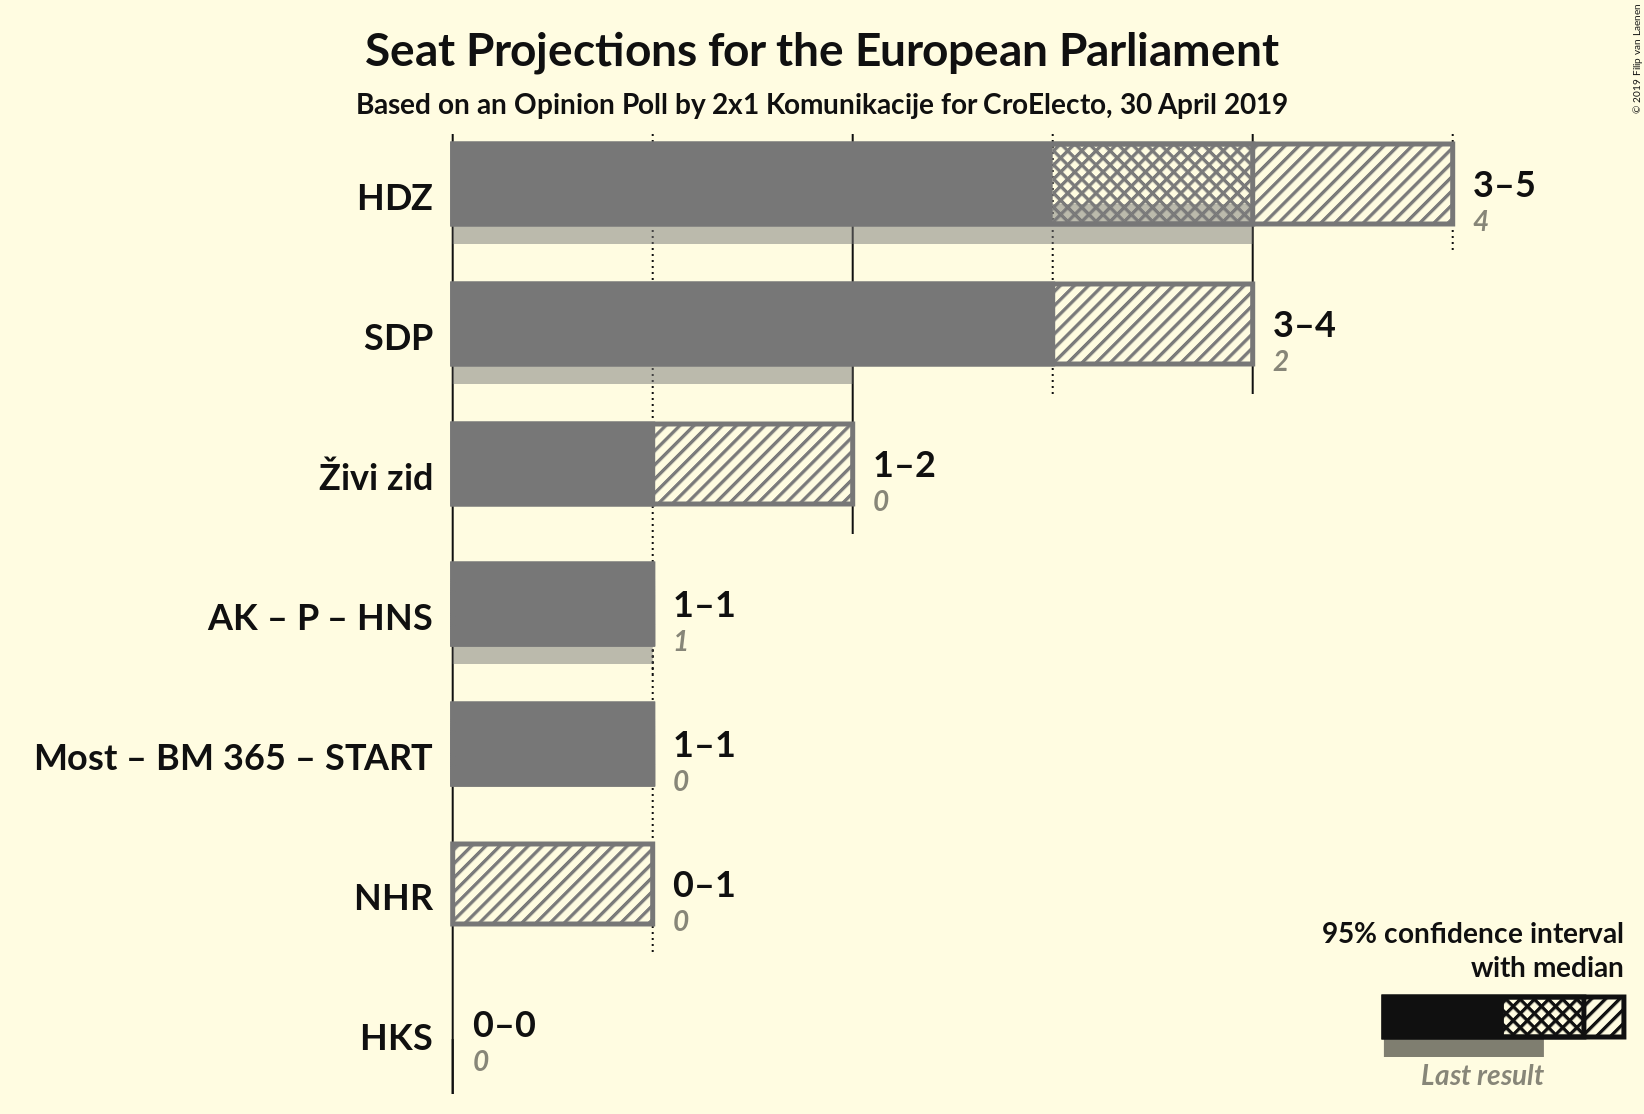 Seat Projections for the European Parliament
Based on an Opinion Poll by 2x1 Komunikacije for CroElecto, 30 April 2019
© 2019 Filip van Laenen
HDZ
3–5
4
SDP
3–4
2
Živi zid
1–2
0
AK – P – HNS
1–1
1
Most – BM 365 – START
1–1
0
NHR
0–1
0
HKS
0–0
0
95% confidence interval
with median
Last result